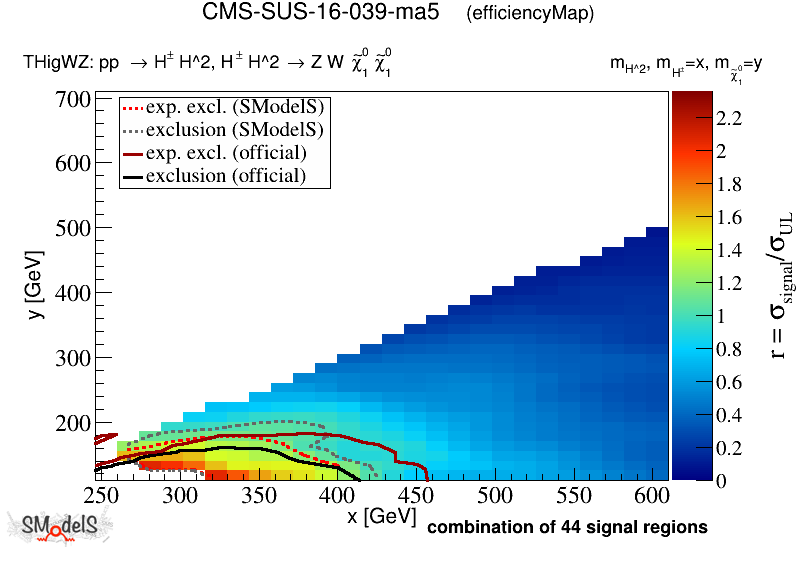 CMS-SUS-16-039-ma5 (efficiencyMap)
THigWZ: pp → H± H^2, H± H^2 → Z W χ̃⁰₁ χ̃⁰₁
m_H^2, m_H±=x, m_χ̃⁰₁=y
exp. excl. (SModelS)
exclusion (SModelS)
exp. excl. (official)
exclusion (official)
700
600
500
400
300
200
y [GeV]
250 300 350 400 450 500 550 600
x [GeV]
2.2
2
1.8
1.6
1.4
1.2
1
0.8
0.6
0.4
0.2
0
r = σ_signal/σ_UL
SModelS
combination of 44 signal regions